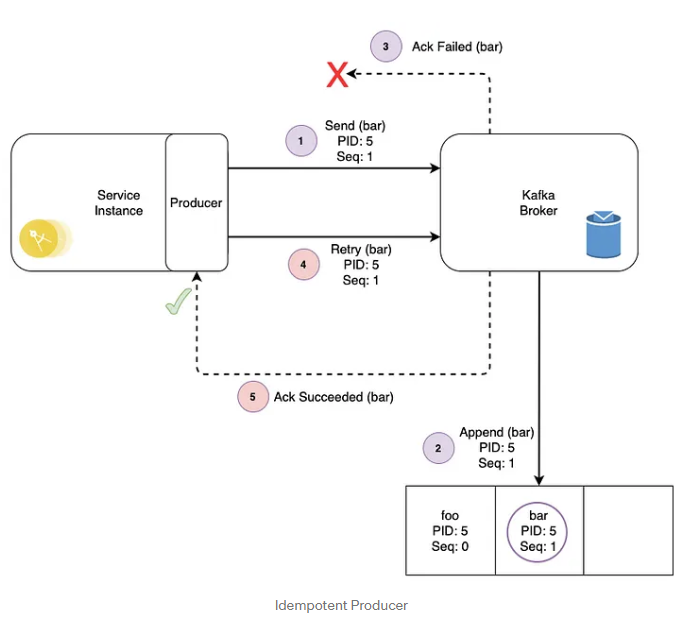 3
Ack Failed (bar)
X
1
Send (bar)
PID: 5
Seq: 1
Service
Instance
Producer
Kafka
Broker
4
Retry (bar)
PID: 5
Seq: 1
5
Ack Succeeded (bar)
2
Append (bar)
PID: 5
Seq: 1
foo
PID: 5
Seq: 0
bar
PID: 5
Seq: 1
Idempotent Producer